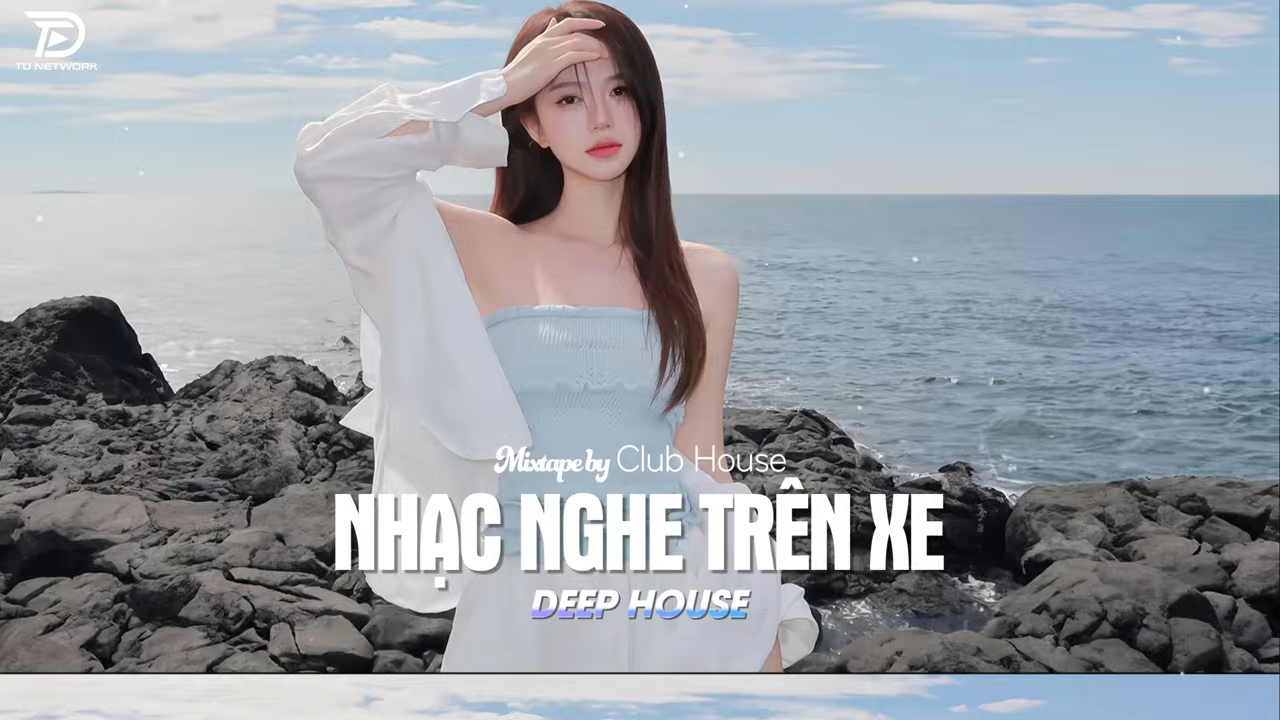 TD NETWORK
Mixtape by Club House
NHẠC NGHE TRÊN XE
DEEP HOUSE